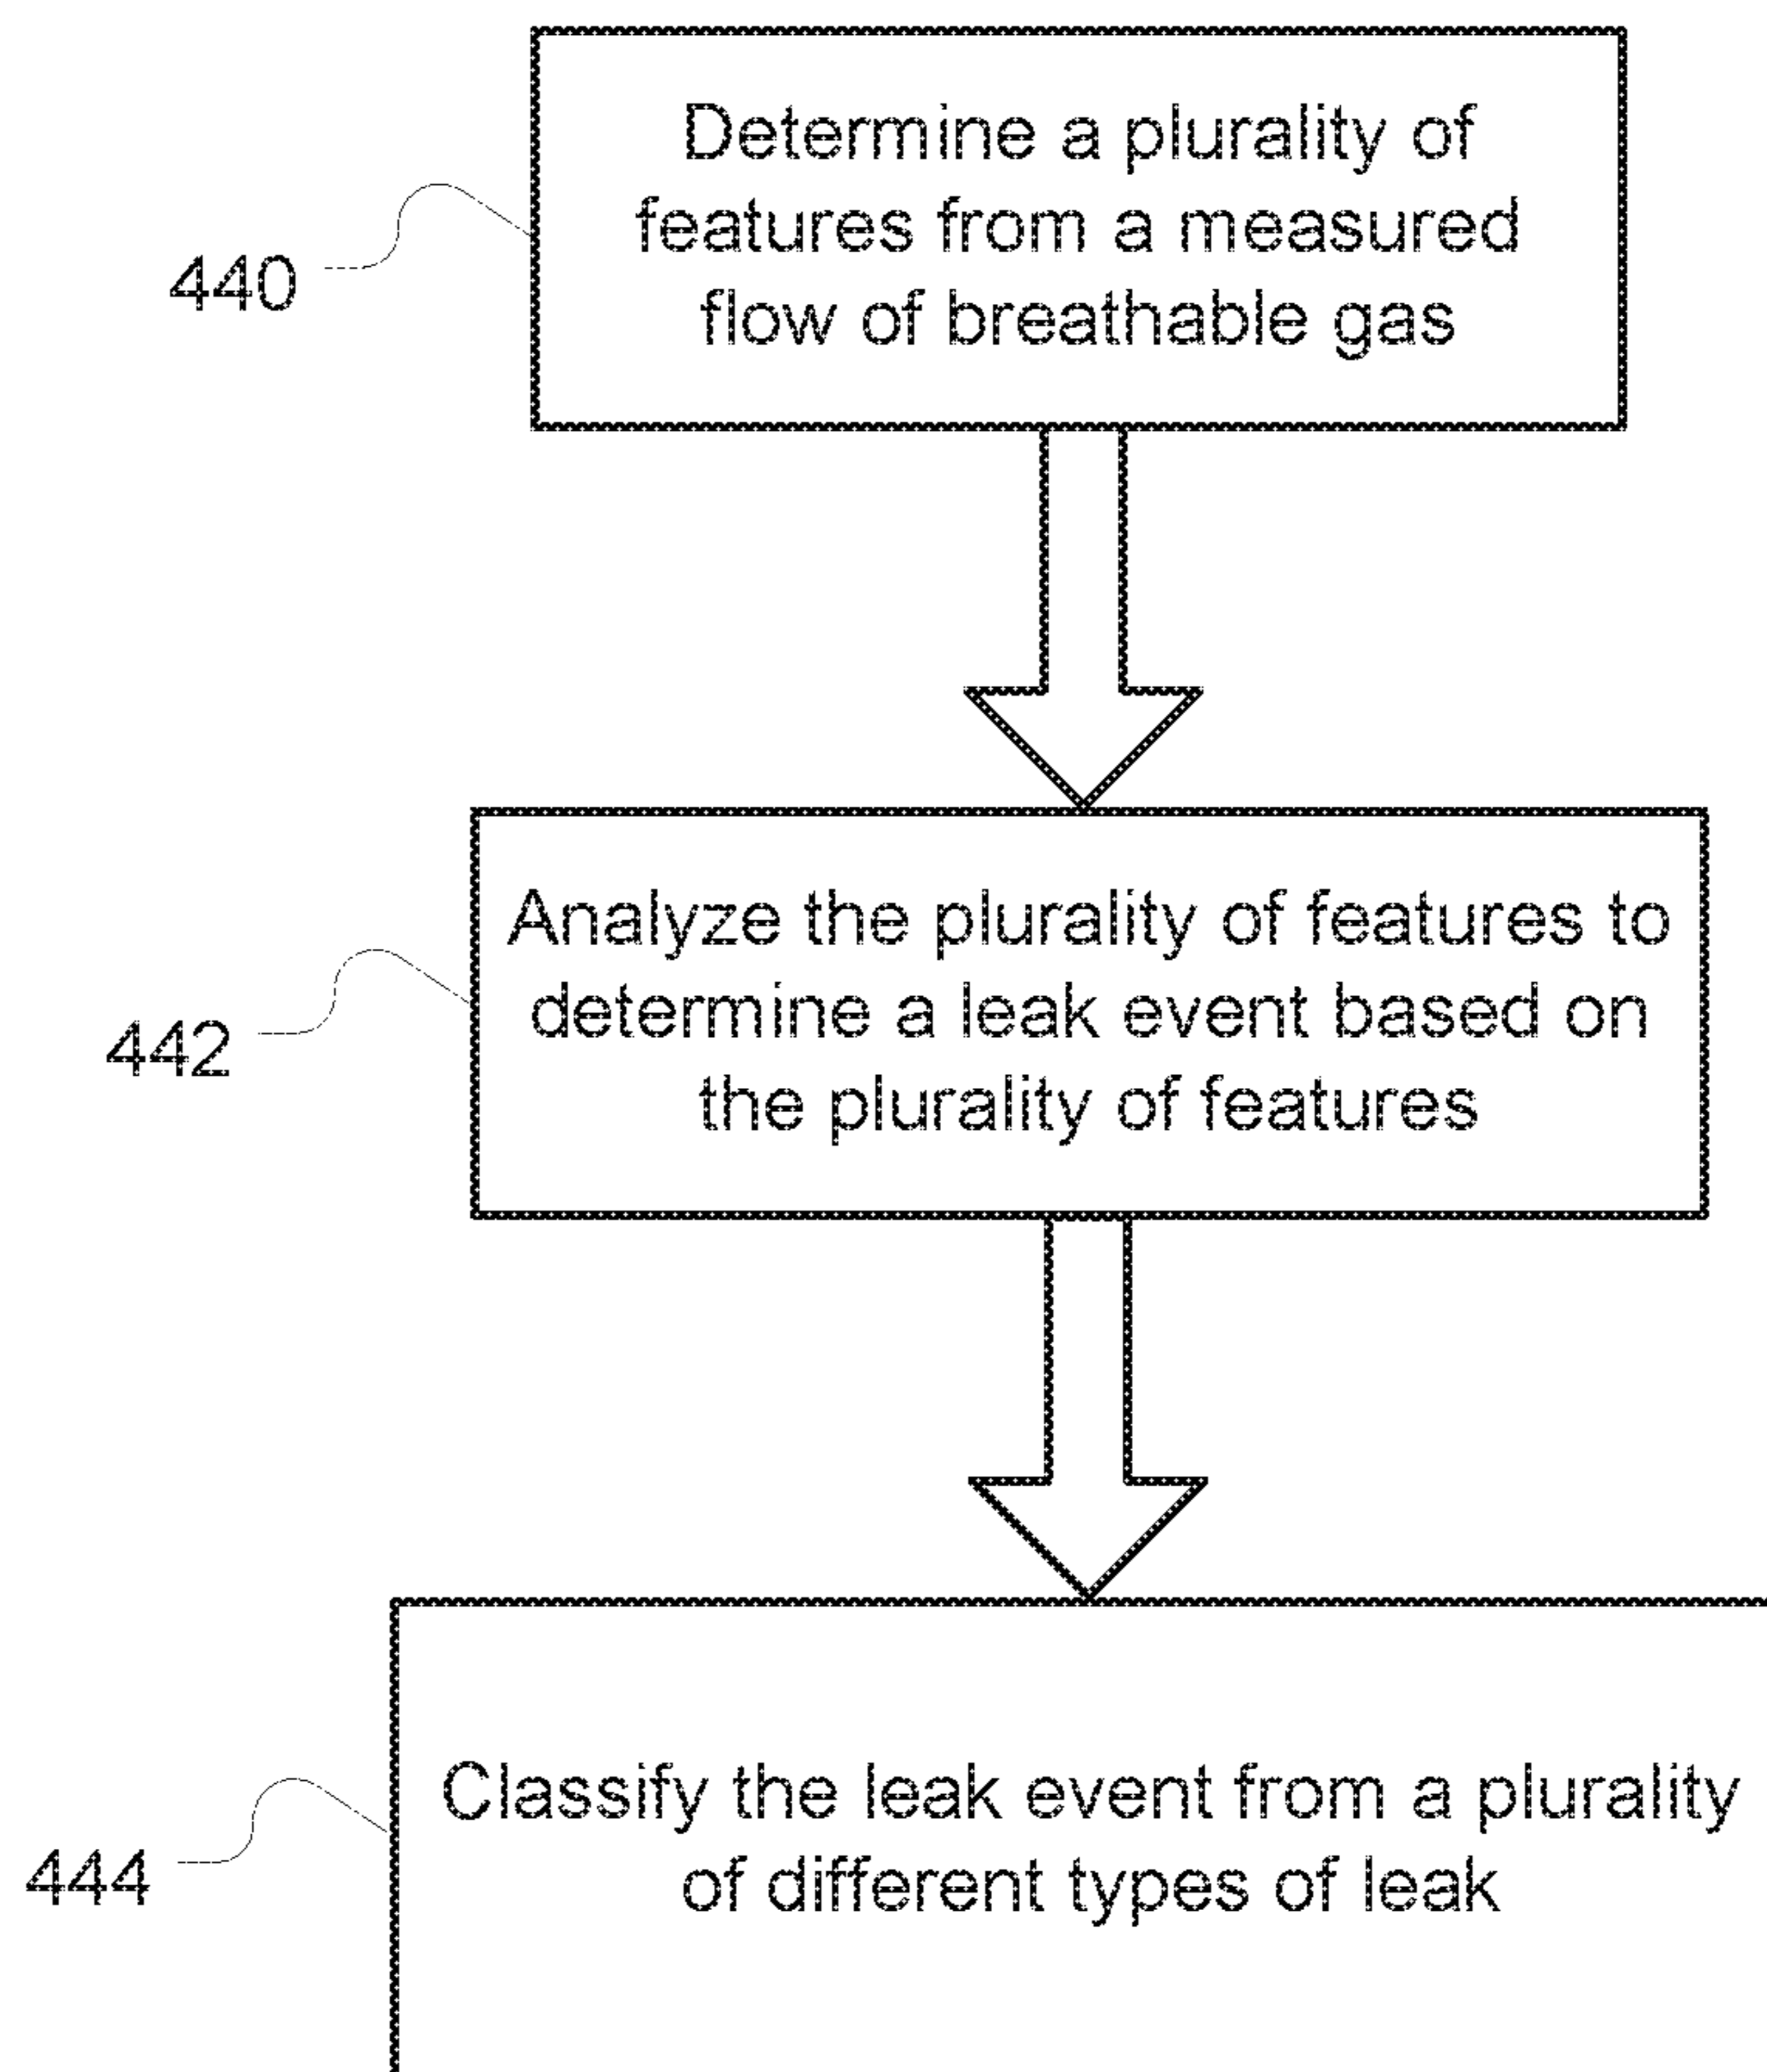 Determine a plurality of
features from a measured
flow of breathable gas
440
Analyze the plurality of features to
determine a leak event based on
the plurality of features
442
Classify the leak event from a plurality
of different types of leak
444